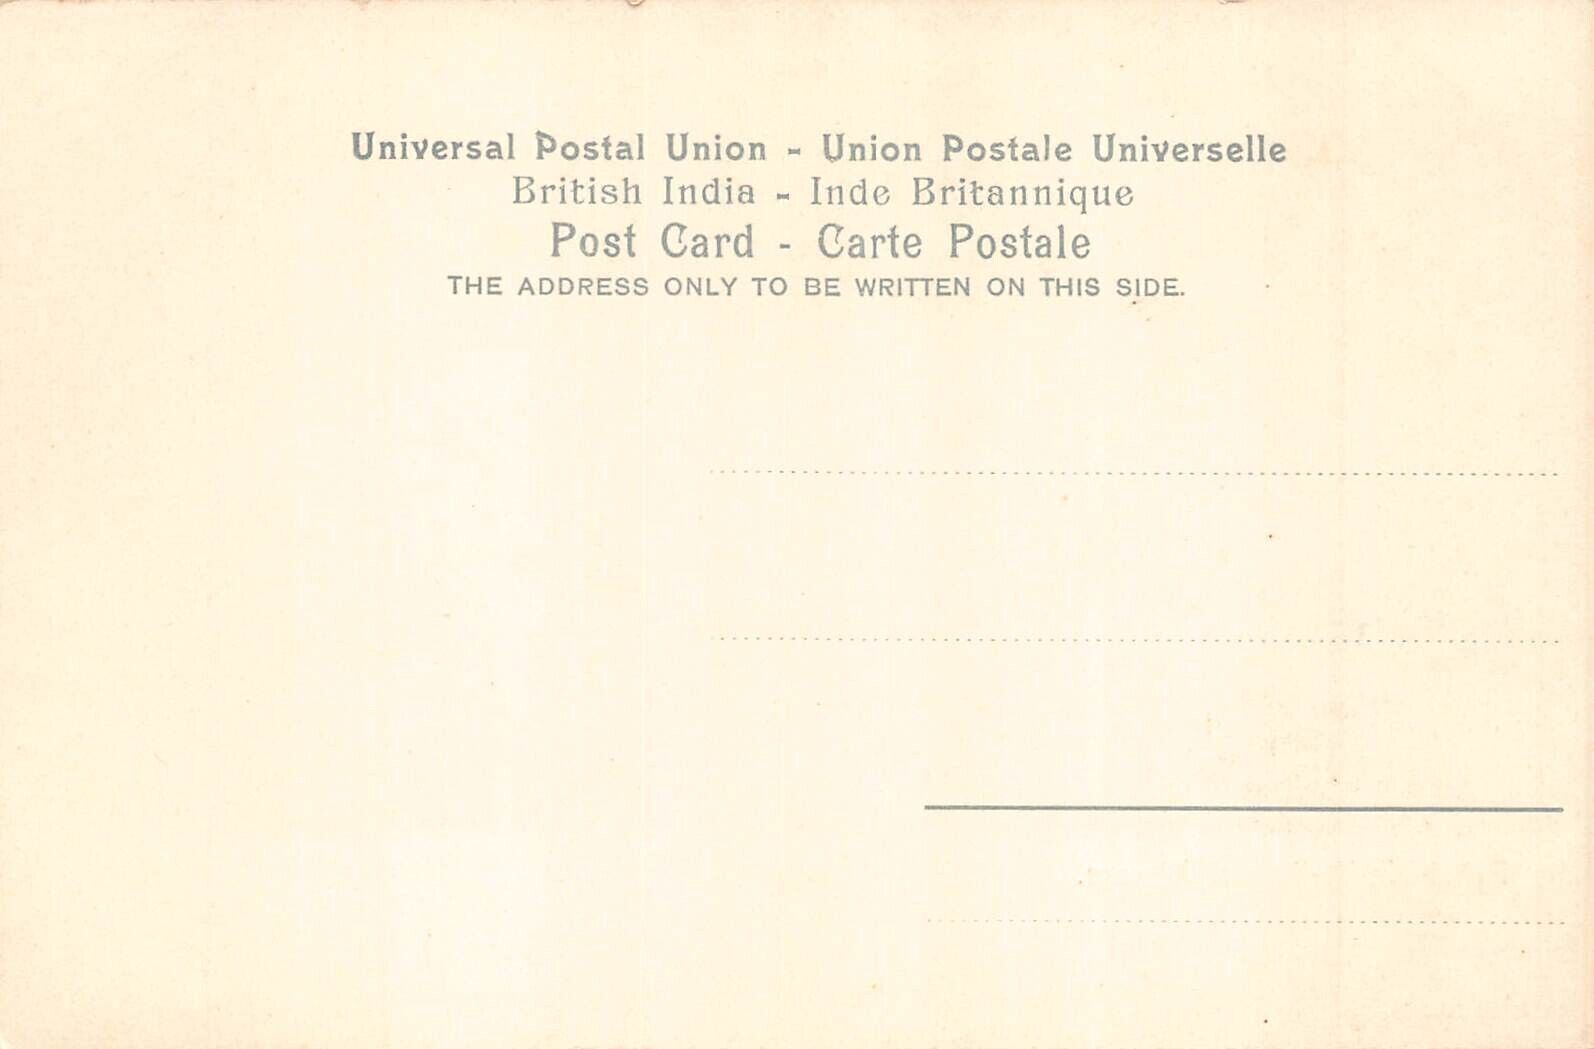 Universal Postal Union - Union Postale Universelle
British India - Inde Britannique
Post Card - Carte Postale
THE ADDRESS ONLY TO BE WRITTEN ON THIS SIDE.